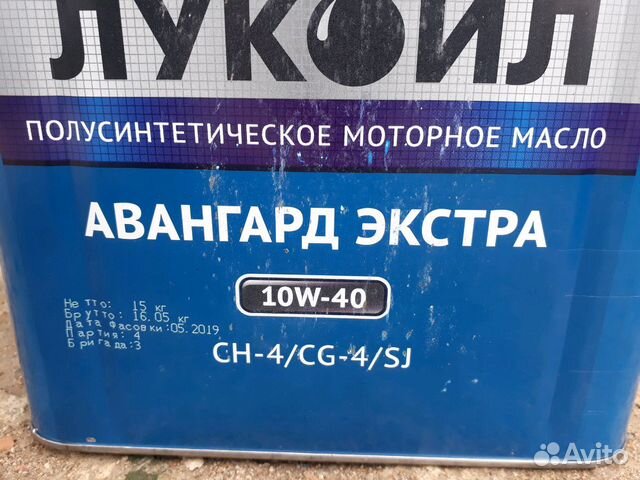 ЛУКОЙЛ
ПОЛУСИНТЕТИЧЕСКОЕ МОТОРНОЕ МАСЛО
АВАНГАРД ЭКСТРА
10W-40
Нетто: 15 кг
Брутто: 16.05 кг
Дата фасовки:05.2019
Партия: 4
Бригада:3
CH-4/CG-4/SJ
Avito